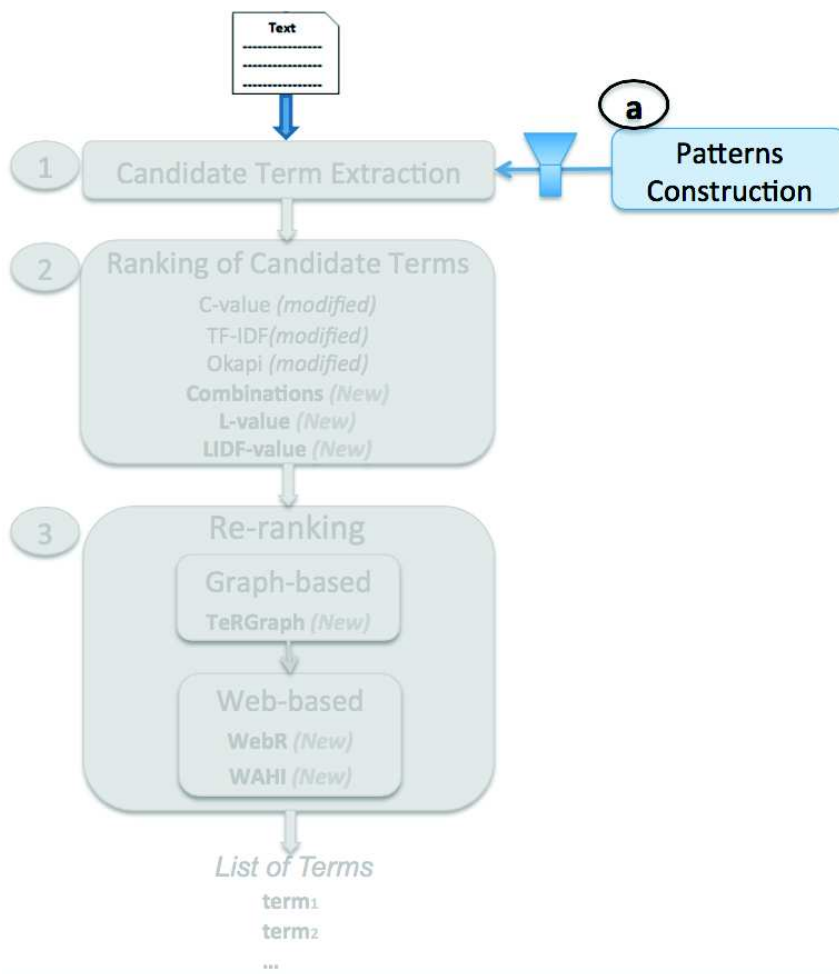 Text
a
Patterns
Construction
1
Candidate Term Extraction
2
Ranking of Candidate Terms
C-value (modified)
TF-IDF(modified)
Okapi (modified)
Combinations (New)
L-value (New)
LIDF-value (New)
3
Re-ranking
Graph-based
TeRGraph (New)
Web-based
WebR (New)
WAHI (New)
List of Terms
term1
term2
...